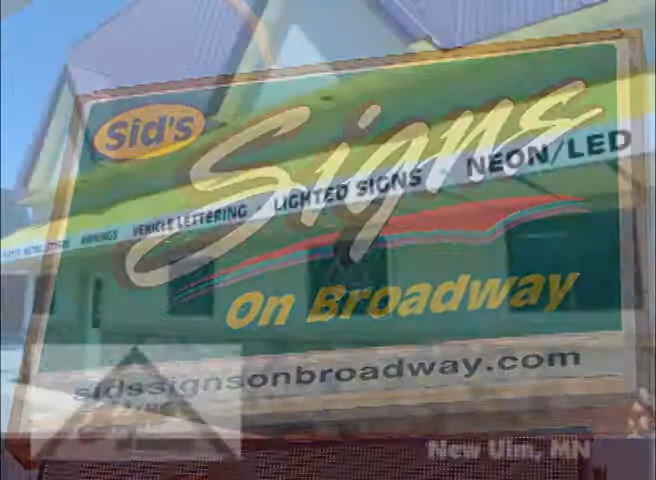 Sid's
Signs
AWNINGS VEHICLE LETTERING • LIGHTED SIGNS • NEON/LED
On Broadway
sidssignsonbroadway.com
New Ulm, MN